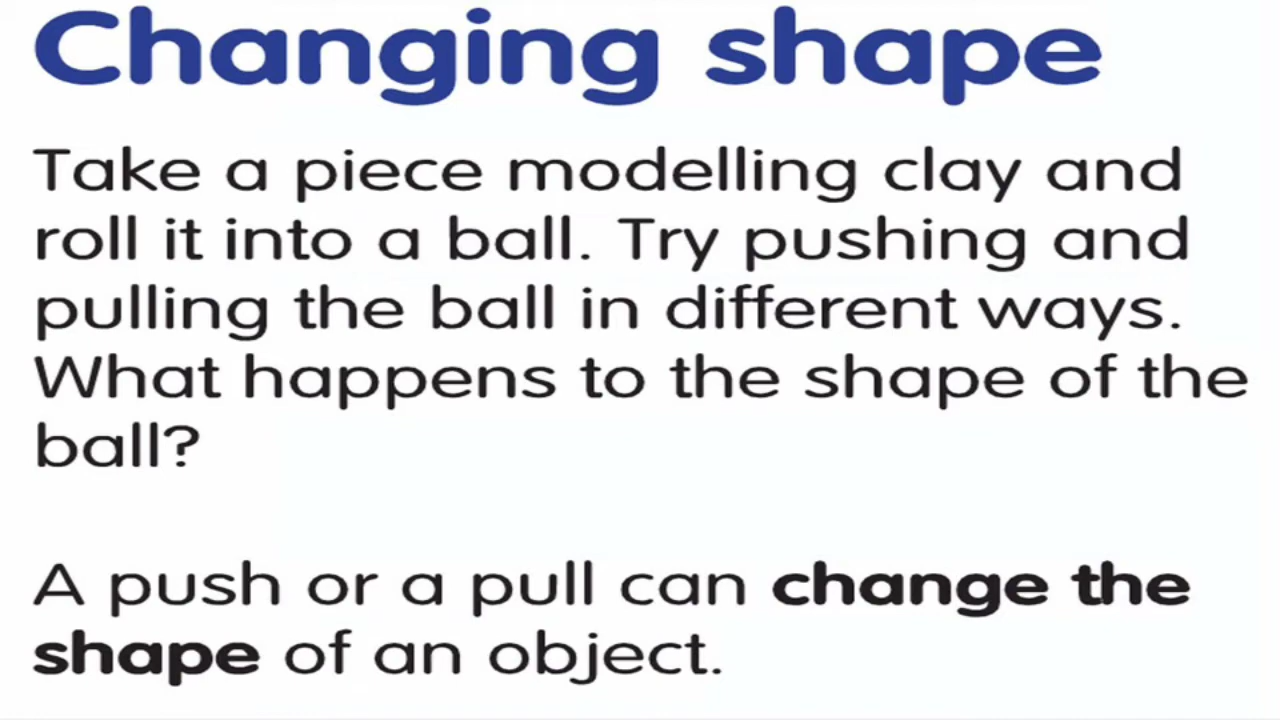 Changing shape
Take a piece modelling clay and
roll it into a ball. Try pushing and
pulling the ball in different ways.
What happens to the shape of the
ball?
A push or a pull can change the
shape of an object.